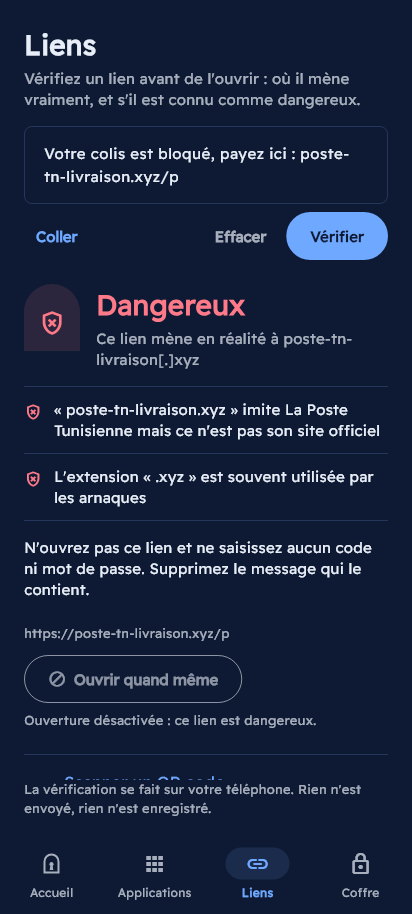 Liens
Vérifiez un lien avant de l'ouvrir : où il mène
vraiment, et s'il est connu comme dangereux.
Votre colis est bloqué, payez ici : poste-
tn-livraison.xyz/p
Coller
Effacer
Vérifier
Dangereux
Ce lien mène en réalité à poste-tn-
livraison[.]xyz
« poste-tn-livraison.xyz » imite La Poste
Tunisienne mais ce n'est pas son site officiel
L'extension « .xyz » est souvent utilisée par
les arnaques
N'ouvrez pas ce lien et ne saisissez aucun code
ni mot de passe. Supprimez le message qui le
contient.
https://poste-tn-livraison.xyz/p
Ouvrir quand même
Ouverture désactivée : ce lien est dangereux.
La vérification se fait sur votre téléphone. Rien n'est
envoyé, rien n'est enregistré.
Accueil
Applications
Liens
Coffre